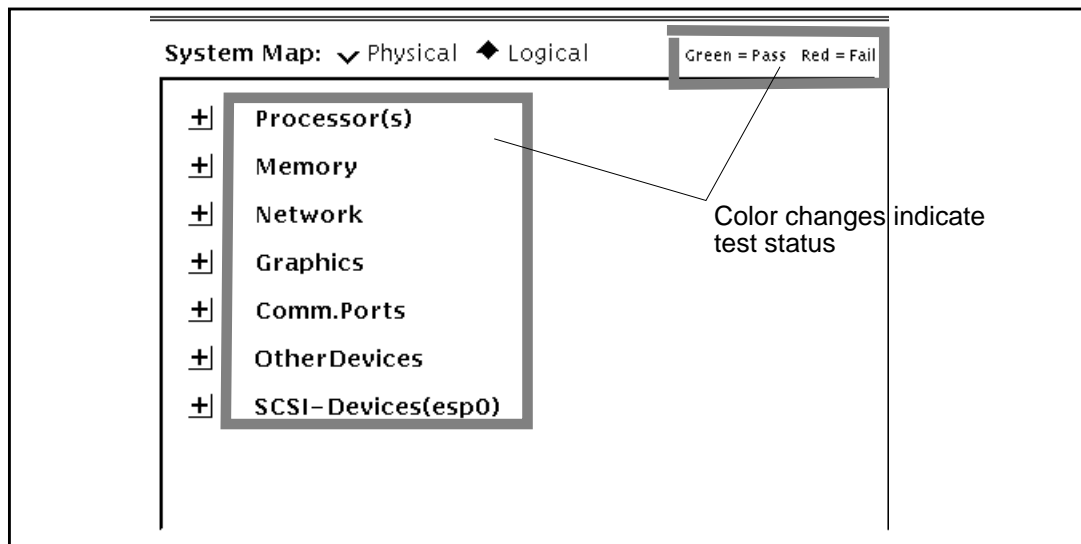 System Map: Physical Logical
Green = Pass Red = Fail
Processor(s)
Memory
Network
Graphics
Comm.Ports
OtherDevices
SCSI-Devices(esp0)
Color changes indicate
test status